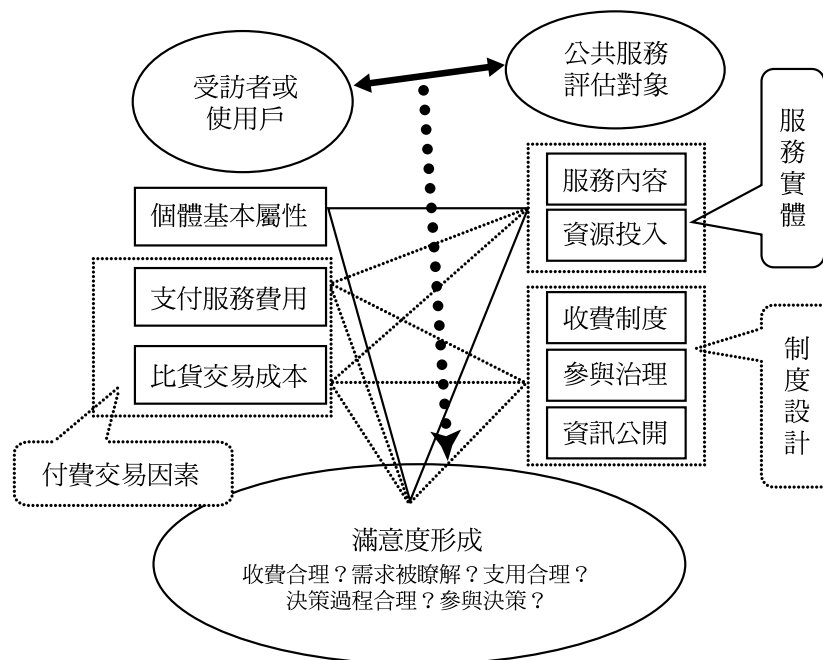 受訪者或
使用戶
公共服務
評估對象
服務實體
個體基本屬性
服務內容
資源投入
支付服務費用
比貨交易成本
收費制度
參與治理
資訊公開
制度設計
付費交易因素
滿意度形成
收費合理？需求被瞭解？支用合理？
決策過程合理？參與決策？